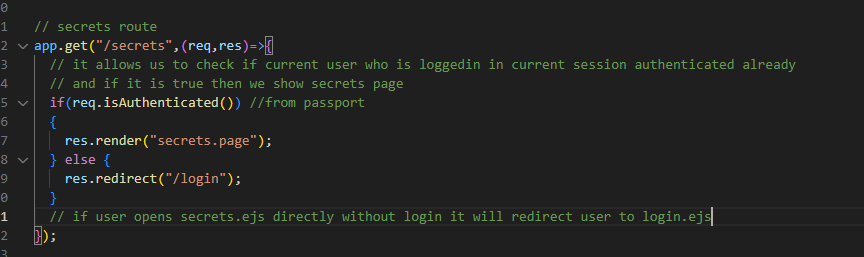 0
1 // secrets route
2 app.get("/secrets",(req,res)=>{
3 // it allows us to check if current user who is loggedin in current session authenticated already
4 // and if it is true then we show secrets page
5 if(req.isAuthenticated()) //from passport
6 {
7 res.render("secrets.page");
8 } else {
9 res.redirect("/login");
0 }
1 // if user opens secrets.ejs directly without login it will redirect user to login.ejs
2 });
3